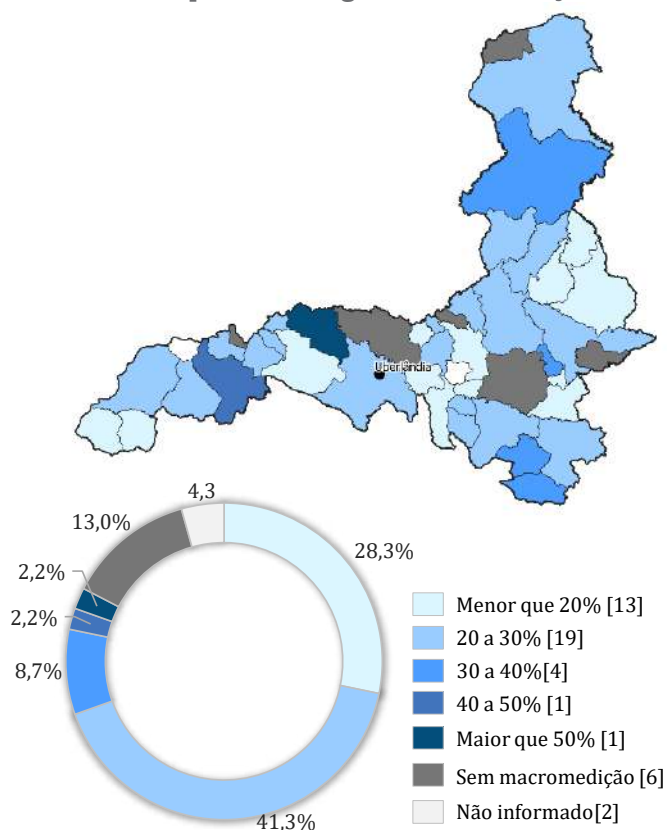 Uberlândia
4,3
13,0%
28,3%
2,2%
2,2%
8,7%
41,3%
Menor que 20% [13]
20 a 30% [19]
30 a 40%[4]
40 a 50% [1]
Maior que 50% [1]
Sem macromedição [6]
Não informado[2]